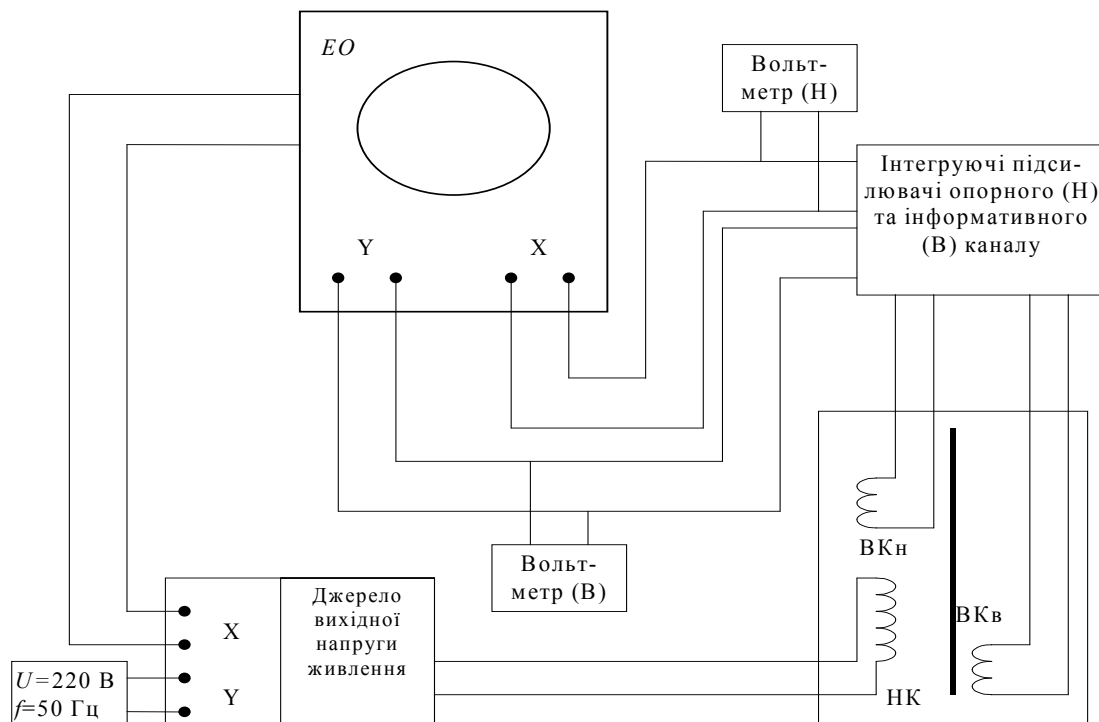 ЕО
Y
X
Вольт-
метр (Н)
Інтегруючі підси-
лювачі опорного (Н)
та інформативного
(В) каналу
ВКн
Вольт-
метр (В)
Джерело
вихідної
напруги
живлення
X
Y
U=220 В
f=50 Гц
ВКв
НК